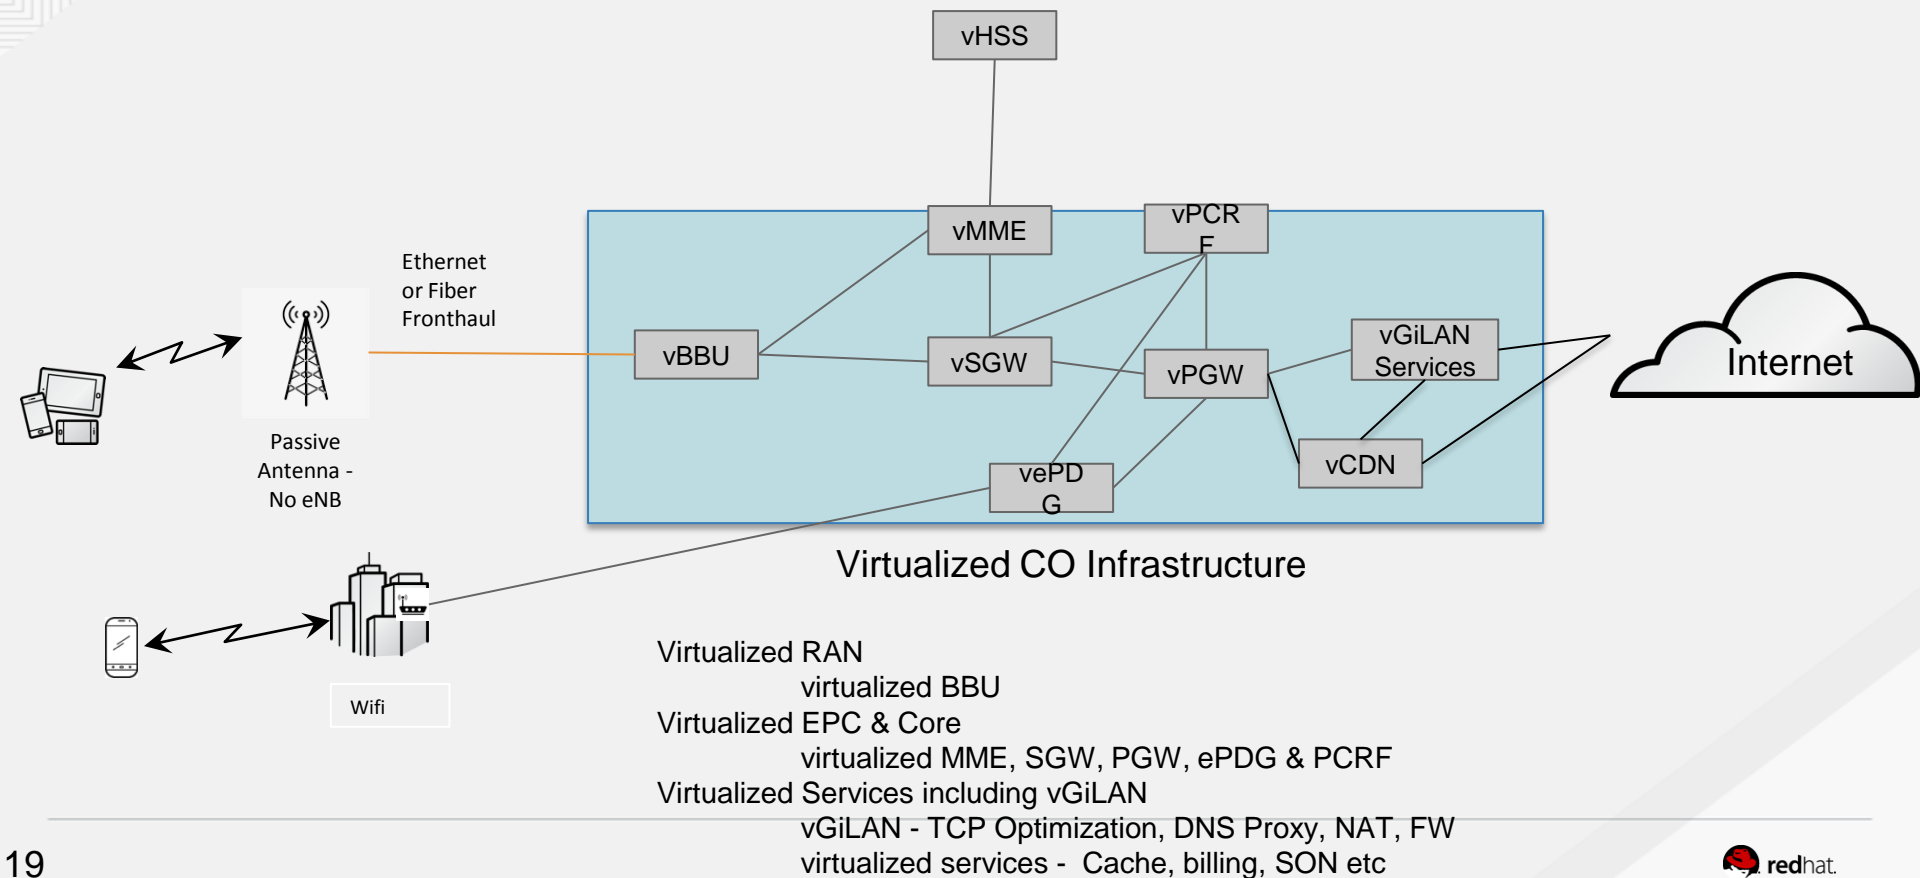 vHSS
vMME
vPCR
F
Ethernet
or Fiber
Fronthaul
vBBU
vSGW
vPGW
vGiLAN
Services
Internet
Passive
Antenna -
No eNB
vePD
G
vCDN
Virtualized CO Infrastructure
Wifi
Virtualized RAN
virtualized BBU
Virtualized EPC & Core
virtualized MME, SGW, PGW, ePDG & PCRF
Virtualized Services including vGiLAN
vGiLAN - TCP Optimization, DNS Proxy, NAT, FW
virtualized services - Cache, billing, SON etc
19
redhat.